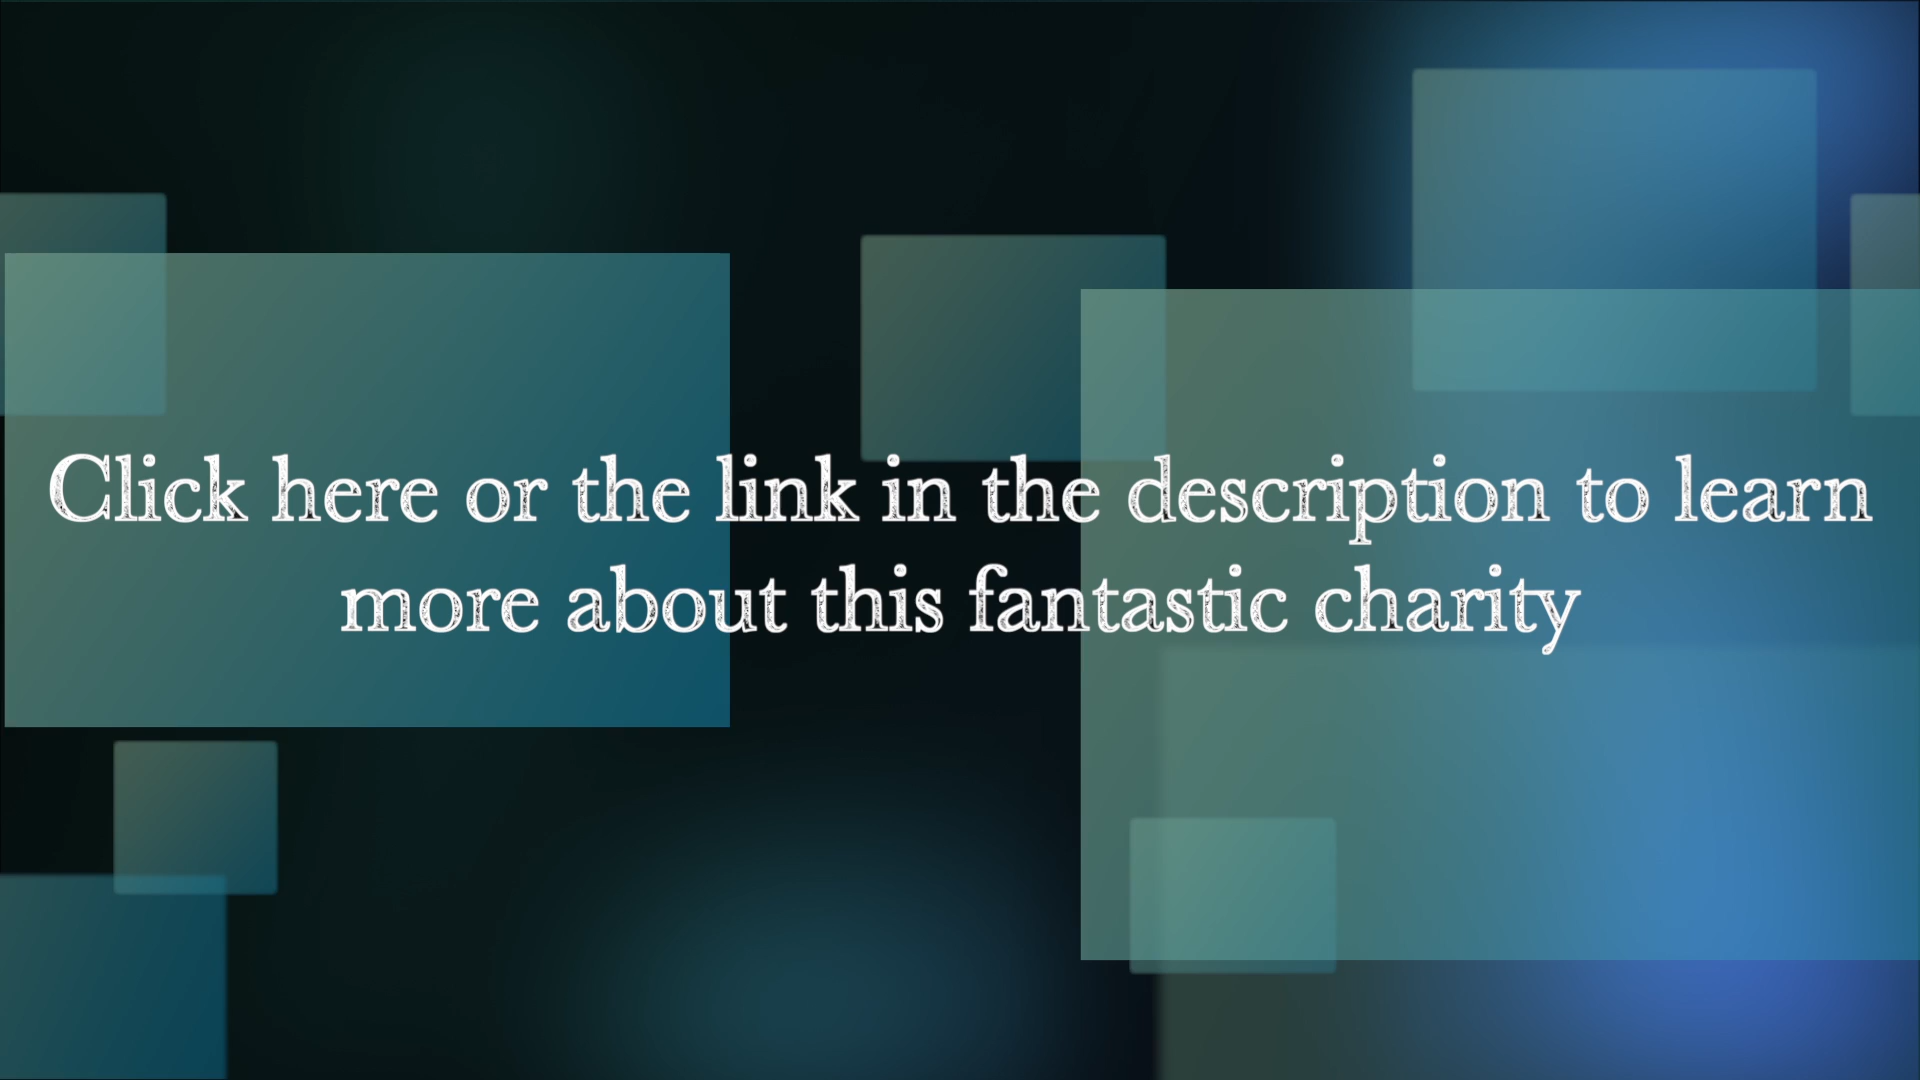 Click here or the link in the description to learn
more about this fantastic charity